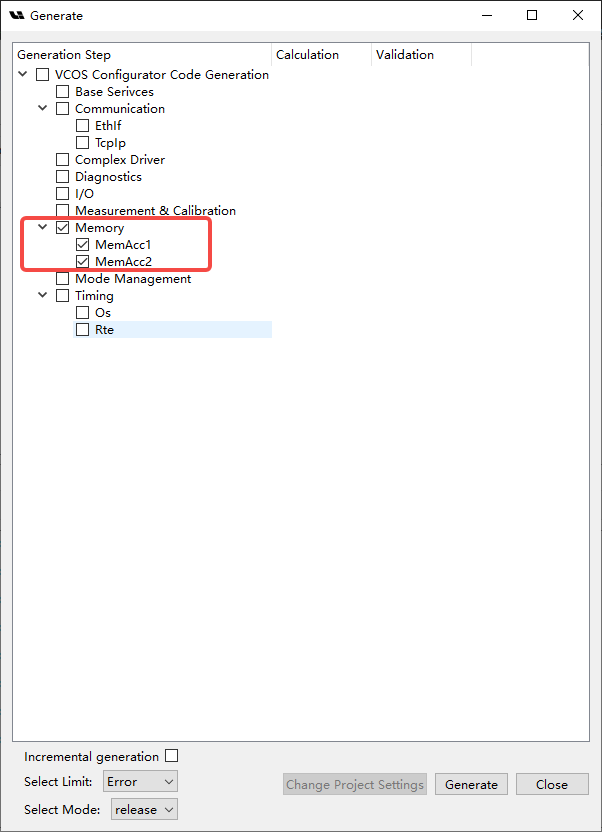 Generate
Generation Step Calculation Validation
VCOS Configurator Code Generation
Base Serivces
Communication
EthIf
TcpIp
Complex Driver
Diagnostics
I/O
Measurement & Calibration
Memory
MemAcc1
MemAcc2
Mode Management
Timing
Os
Rte
Incremental generation
Select Limit: Error
Change Project Settings Generate Close
Select Mode: release